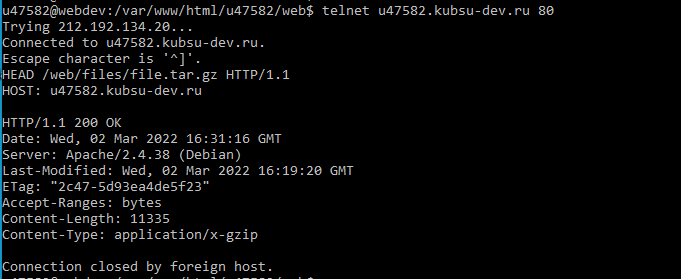 u47582@webdev:/var/www/html/u47582/web$ telnet u47582.kubsu-dev.ru 80
Trying 212.192.134.20...
Connected to u47582.kubsu-dev.ru.
Escape character is '^]'.
HEAD /web/files/file.tar.gz HTTP/1.1
HOST: u47582.kubsu-dev.ru

HTTP/1.1 200 OK
Date: Wed, 02 Mar 2022 16:31:16 GMT
Server: Apache/2.4.38 (Debian)
Last-Modified: Wed, 02 Mar 2022 16:19:20 GMT
ETag: "2c47-5d93ea4de5f23"
Accept-Ranges: bytes
Content-Length: 11335
Content-Type: application/x-gzip

Connection closed by foreign host.